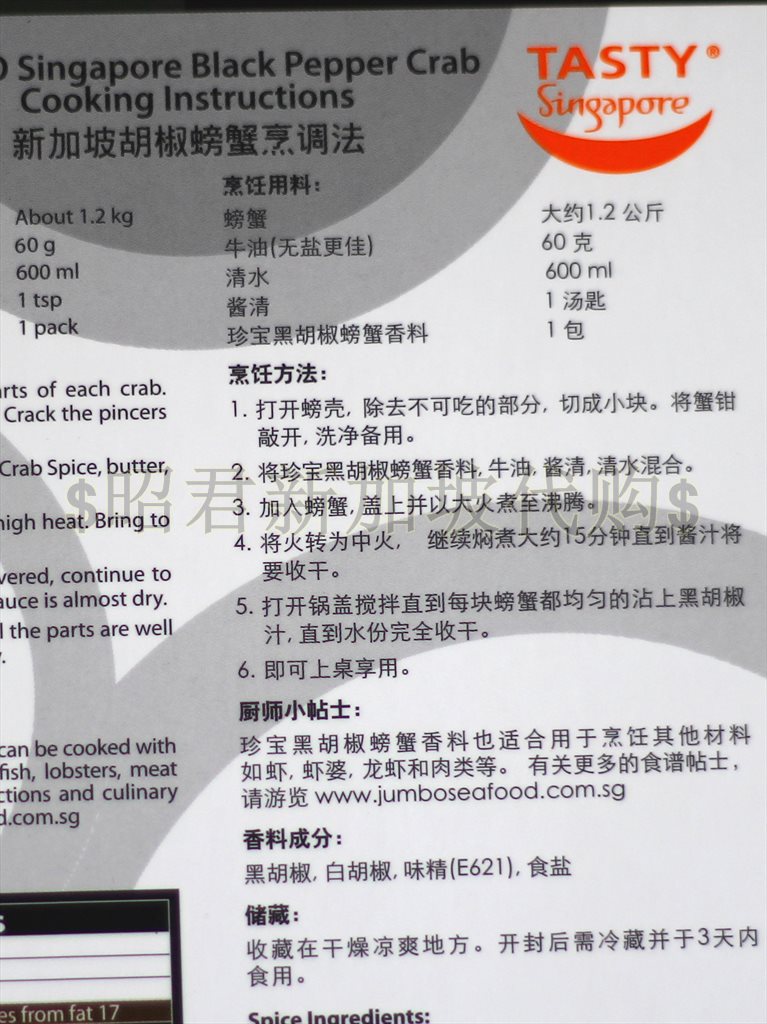 Singapore Black Pepper Crab
Cooking Instructions
新加坡胡椒螃蟹烹调法
TASTY®
Singapore
About 1.2 kg
60 g
600 ml
1 tsp
1 pack
arts of each crab.
Crack the pincers
Crab Spice, butter,
high heat. Bring to
vered, continue to
auce is almost dry.
l the parts are well
can be cooked with
fish, lobsters, meat
ctions and culinary
d.com.sg
烹饪用料:
螃蟹 大约1.2 公斤
牛油(无盐更佳) 60 克
清水 600 ml
酱清 1 汤匙
珍宝黑胡椒螃蟹香料 1 包
烹饪方法:
1. 打开螃壳, 除去不可吃的部分, 切成小块。将蟹钳
敲开, 洗净备用。
2. 将珍宝黑胡椒螃蟹香料, 牛油, 酱清, 清水混合。
3. 加入螃蟹, 盖上并以大火煮至沸腾。
4. 将火转为中火, 继续焖煮大约15分钟直到酱汁将
要收干。
5. 打开锅盖搅拌直到每块螃蟹都均匀的沾上黑胡椒
汁, 直到水份完全收干。
6. 即可上桌享用。
厨师小帖士:
珍宝黑胡椒螃蟹香料也适合用于烹饪其他材料
如虾, 虾婆, 龙虾和肉类等。 有关更多的食谱帖士,
请游览 www.jumboseafood.com.sg
香料成分:
黑胡椒, 白胡椒, 味精(E621), 食盐
储藏:
收藏在干燥凉爽地方。开封后需冷藏并于3天内
食用。
Spice Ingredients:
es from fat 17
$昭君新加坡代购$